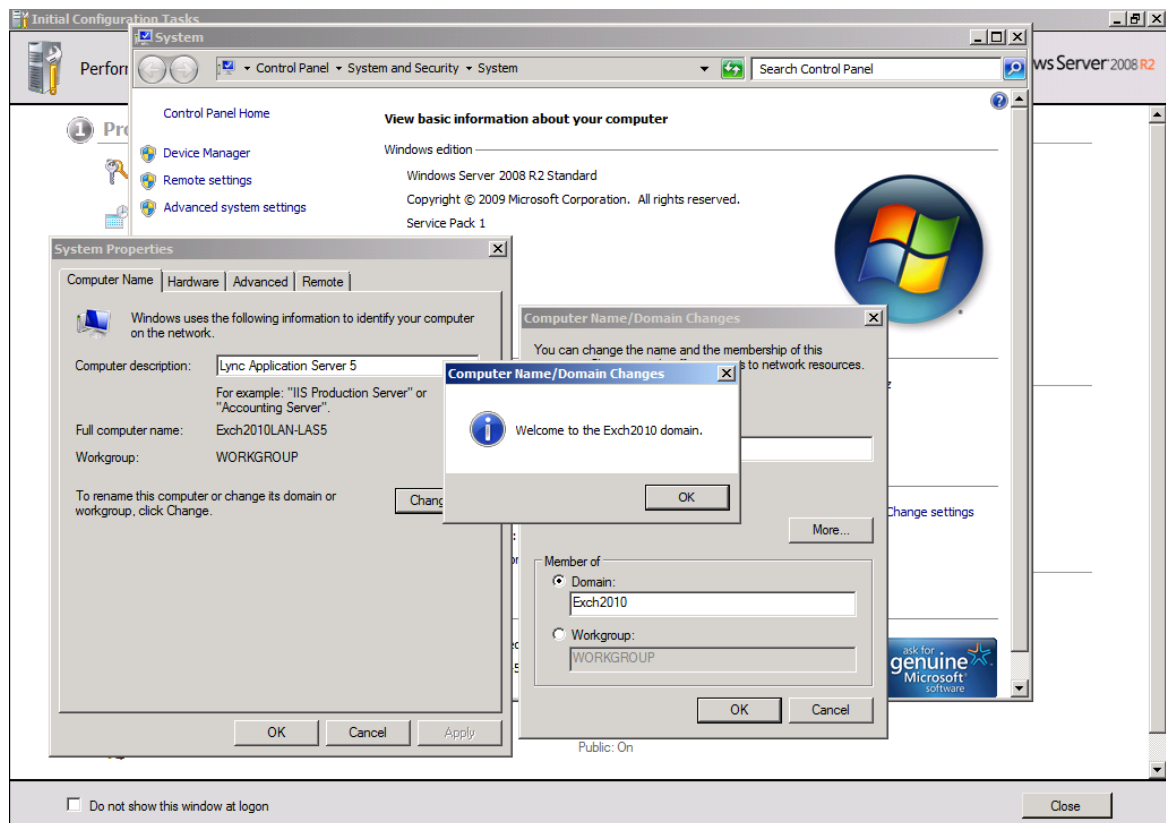 Initial Configuration Tasks
Perforr
ws Server 2008 R2
System
Control Panel
System and Security
System
Search Control Panel
Control Panel Home
Device Manager
Remote settings
Advanced system settings
View basic information about your computer
Windows edition
Windows Server 2008 R2 Standard
Copyright © 2009 Microsoft Corporation. All rights reserved.
Service Pack 1
1 Pro
System Properties
Computer Name
Hardware
Advanced
Remote
Windows uses the following information to identify your computer
on the network.
Computer description:
Lync Application Server 5
For example: "IIS Production Server" or
"Accounting Server".
Full computer name:
Exch2010LAN-LAS5
Workgroup:
WORKGROUP
To rename this computer or change its domain or
workgroup, click Change.
Chang
OK
Cancel
Apply
Computer Name/Domain Changes
You can change the name and the membership of this
s to network resources.
Computer Name/Domain Changes
Welcome to the Exch2010 domain.
OK
More...
Member of
Domain:
Exch2010
Workgroup:
WORKGROUP
OK
Cancel
Change settings
ask for
genuine
Microsoft
software
Public: On
Do not show this window at logon
Close